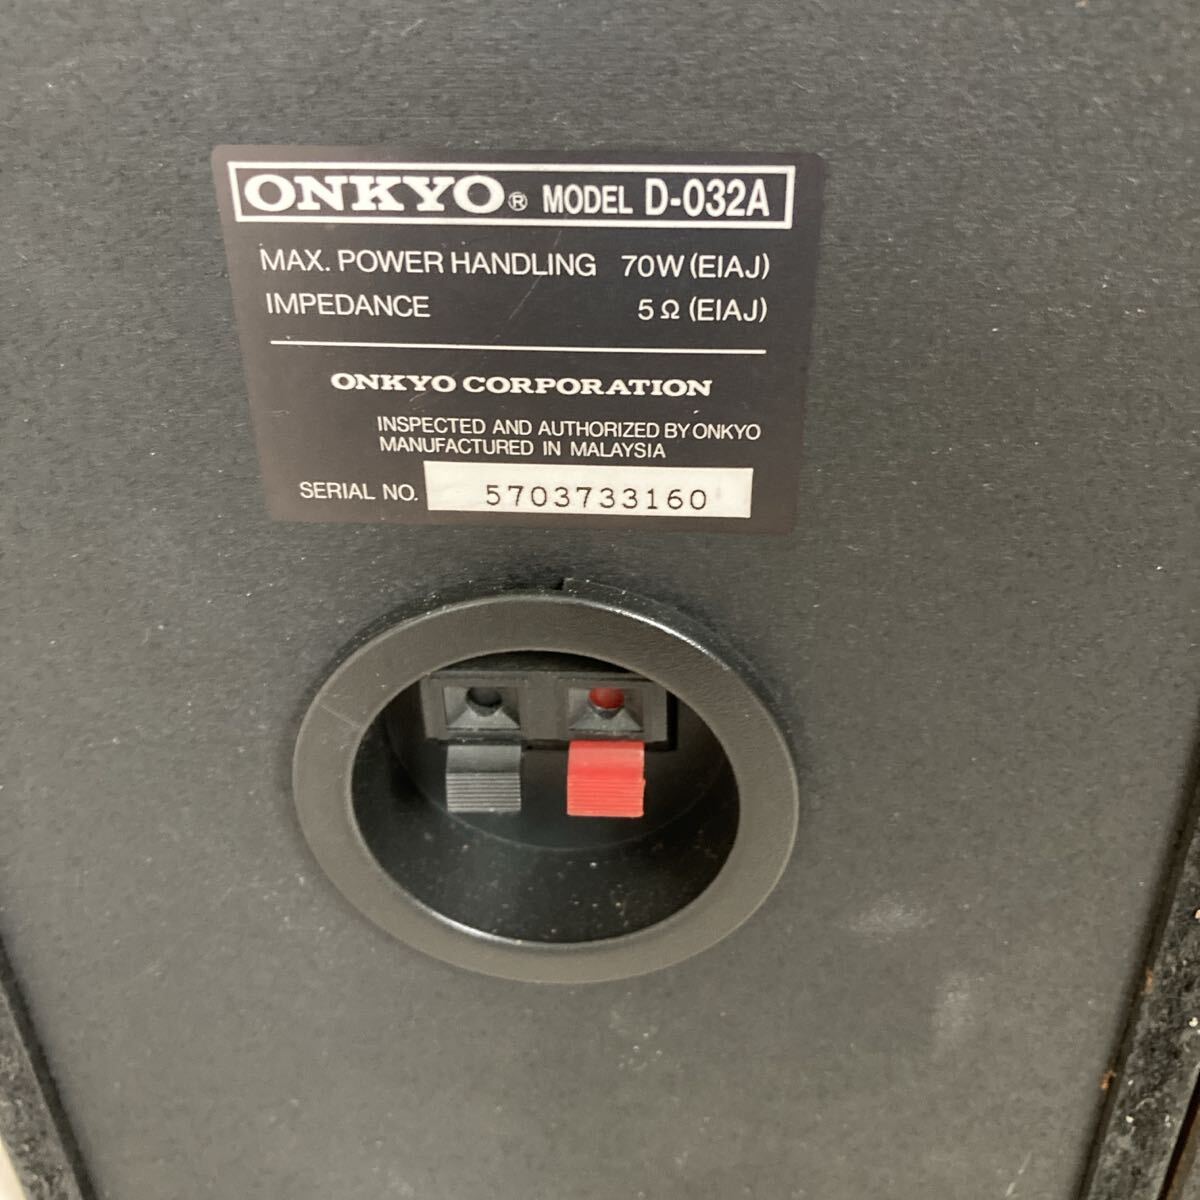 ONKYO® MODEL D-032A
MAX. POWER HANDLING 70W (EIAJ)
IMPEDANCE 5Ω (EIAJ)
ONKYO CORPORATION
INSPECTED AND AUTHORIZED BY ONKYO
MANUFACTURED IN MALAYSIA
SERIAL NO. 5703733160